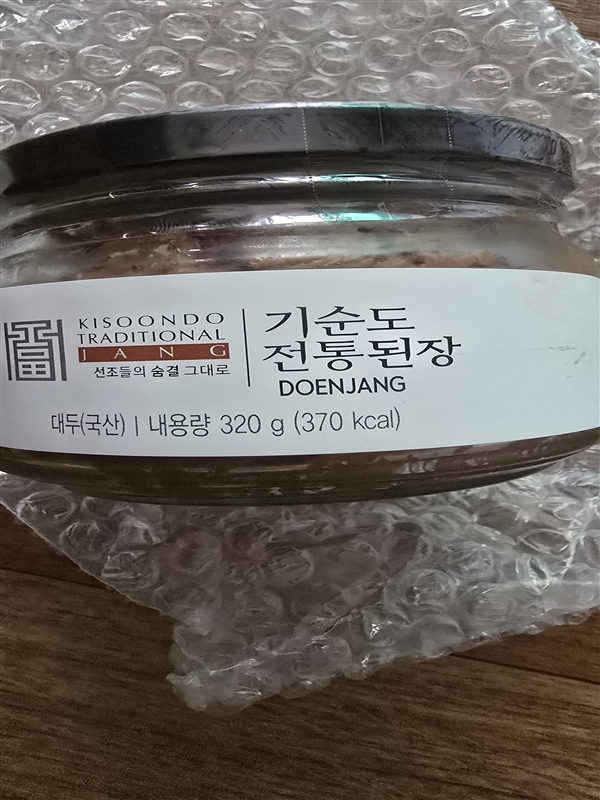 KISOONDO
TRADITIONAL
JANG
선조들의 숨결 그대로
기순도
전통된장
DOENJANG
대두(국산) | 내용량 320 g (370 kcal)